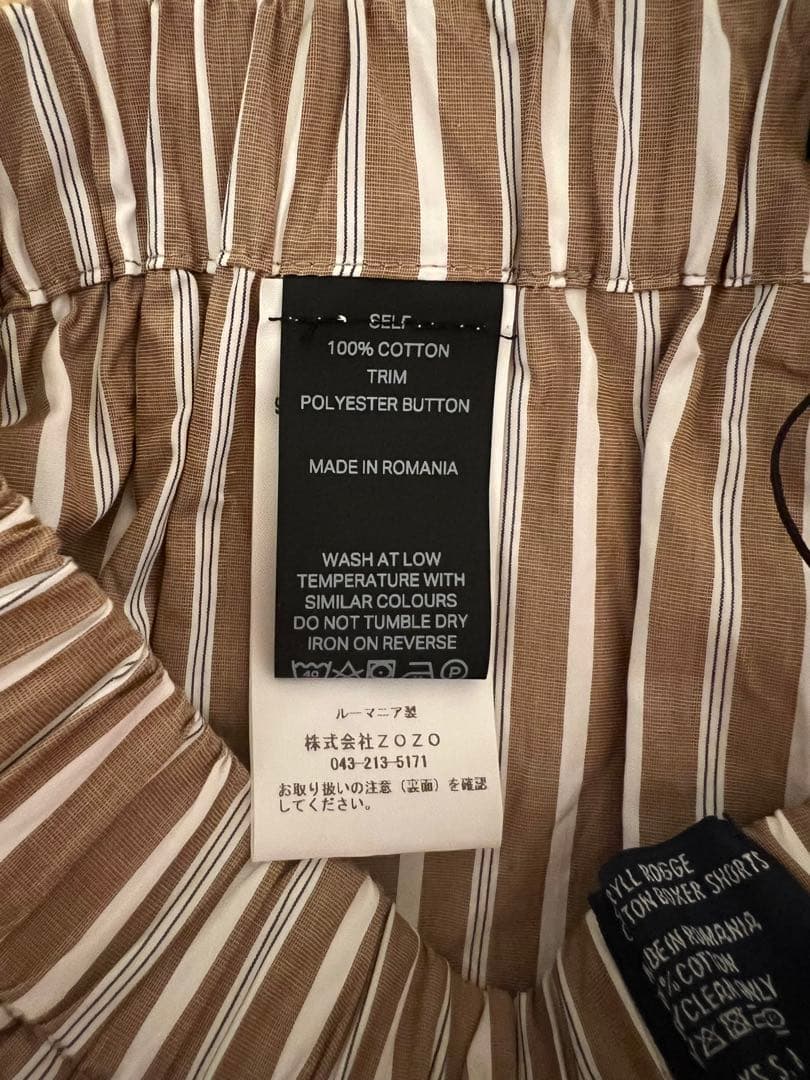 SELF
100% COTTON
TRIM
POLYESTER BUTTON
MADE IN ROMANIA
WASH AT LOW
TEMPERATURE WITH
SIMILAR COLOURS
DO NOT TUMBLE DRY
IRON ON REVERSE
40 P
ルーマニア製
株式会社ZOZO
043-213-5171
お取り扱いの注意(裏面)を確認
してください。
ROGGE
BOXER SHORTS
IN ROMANIA
COTTON
CLEAN ONLY